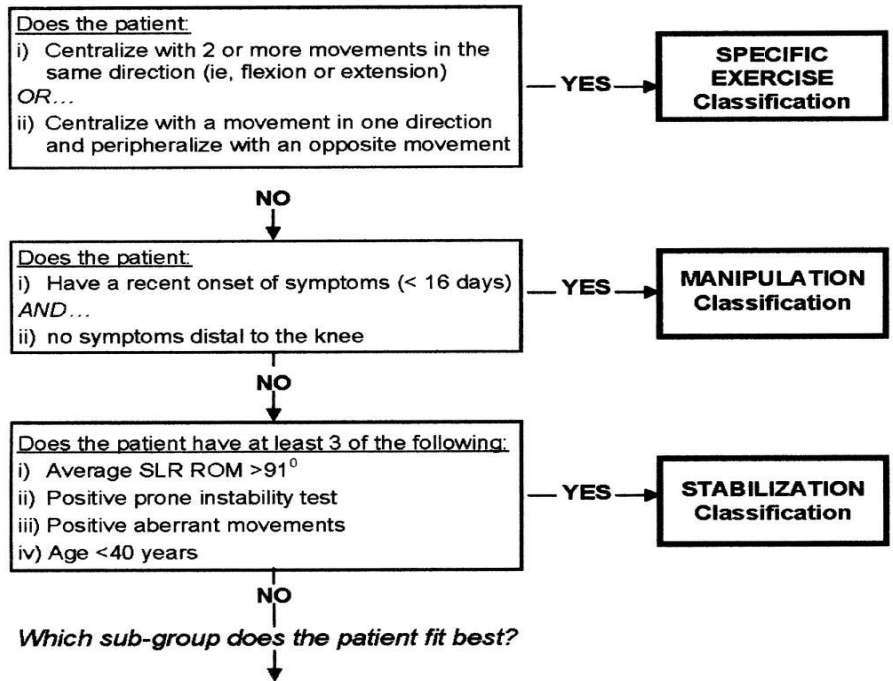 Does the patient:
i) Centralize with 2 or more movements in the
same direction (ie, flexion or extension)
OR...
ii) Centralize with a movement in one direction
and peripheralize with an opposite movement
YES
SPECIFIC
EXERCISE
Classification
NO
Does the patient:
i) Have a recent onset of symptoms (< 16 days)
AND...
ii) no symptoms distal to the knee
YES
MANIPULATION
Classification
NO
Does the patient have at least 3 of the following:
i) Average SLR ROM >91⁰
ii) Positive prone instability test
iii) Positive aberrant movements
iv) Age <40 years
YES
STABILIZATION
Classification
NO
Which sub-group does the patient fit best?